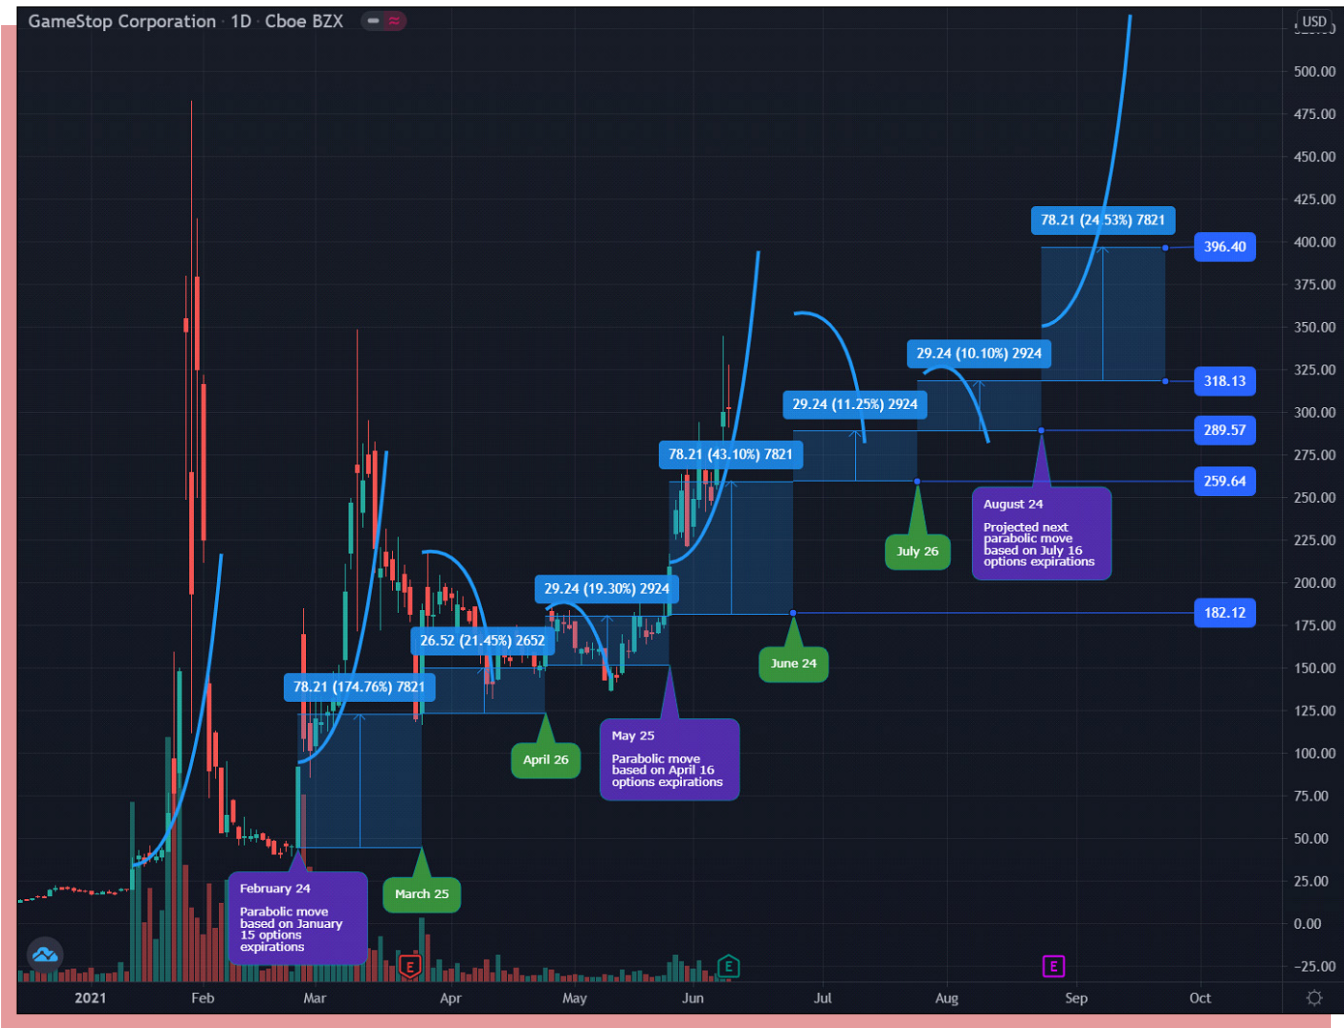 GameStop Corporation · 1D · Cboe BZX
USD
500.00
475.00
450.00
425.00
400.00
375.00
350.00
325.00
300.00
275.00
250.00
225.00
200.00
175.00
150.00
125.00
100.00
75.00
50.00
25.00
0.00
−25.00
78.21 (24.53%) 7821
396.40
29.24 (10.10%) 2924
318.13
29.24 (11.25%) 2924
289.57
78.21 (43.10%) 7821
259.64
August 24
Projected next
parabolic move
based on July 16
options expirations
July 26
29.24 (19.30%) 2924
182.12
26.52 (21.45%) 2652
June 24
78.21 (174.76%) 7821
May 25
Parabolic move
based on April 16
options expirations
April 26
February 24
Parabolic move
based on January
15 options
expirations
March 25
E
E
E
2021
Feb
Mar
Apr
May
Jun
Jul
Aug
Sep
Oct